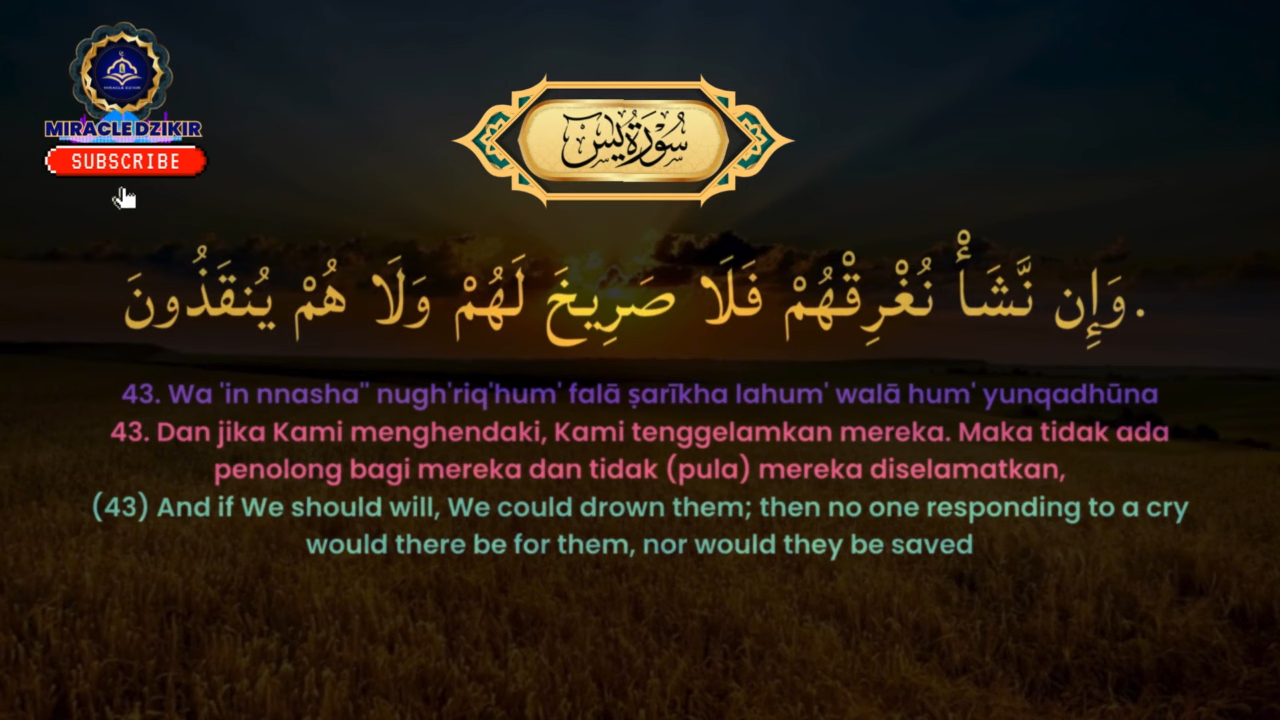 MIRACLE DZIKIR
SUBSCRIBE
سُورَةُ يسٓ
وَإِن نَّشَأْ نُغْرِقْهُمْ فَلَا صَرِيخَ لَهُمْ وَلَا هُمْ يُنقَذُونَ.
43. Wa 'in nnasha'' nugh'riq'hum' falā ṣarīkha lahum' walā hum' yunqadhūna
43. Dan jika Kami menghendaki, Kami tenggelamkan mereka. Maka tidak ada
penolong bagi mereka dan tidak (pula) mereka diselamatkan,
(43) And if We should will, We could drown them; then no one responding to a cry
would there be for them, nor would they be saved